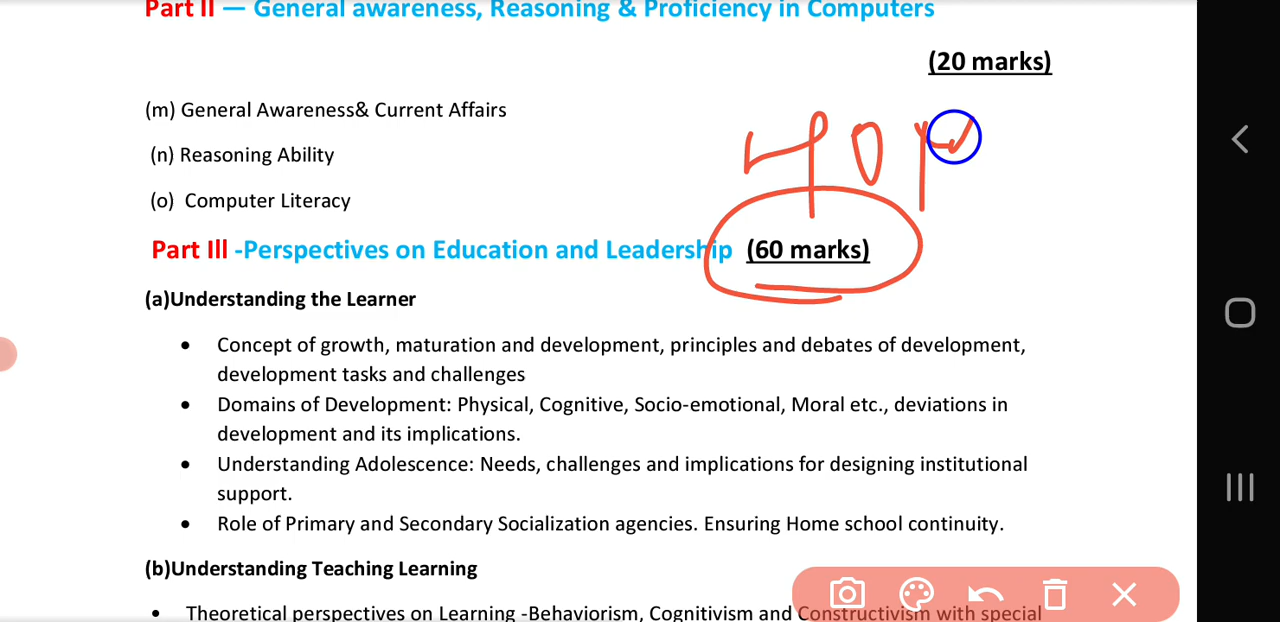 Part II — General awareness, Reasoning & Proficiency in Computers
(20 marks)
(m) General Awareness& Current Affairs
(n) Reasoning Ability
(o) Computer Literacy
40
Part Ill -Perspectives on Education and Leadership (60 marks)
(a)Understanding the Learner
• Concept of growth, maturation and development, principles and debates of development,
development tasks and challenges
• Domains of Development: Physical, Cognitive, Socio-emotional, Moral etc., deviations in
development and its implications.
• Understanding Adolescence: Needs, challenges and implications for designing institutional
support.
• Role of Primary and Secondary Socialization agencies. Ensuring Home school continuity.
(b)Understanding Teaching Learning
• Theoretical perspectives on Learning -Behaviorism, Cognitivism and Constructivism with special